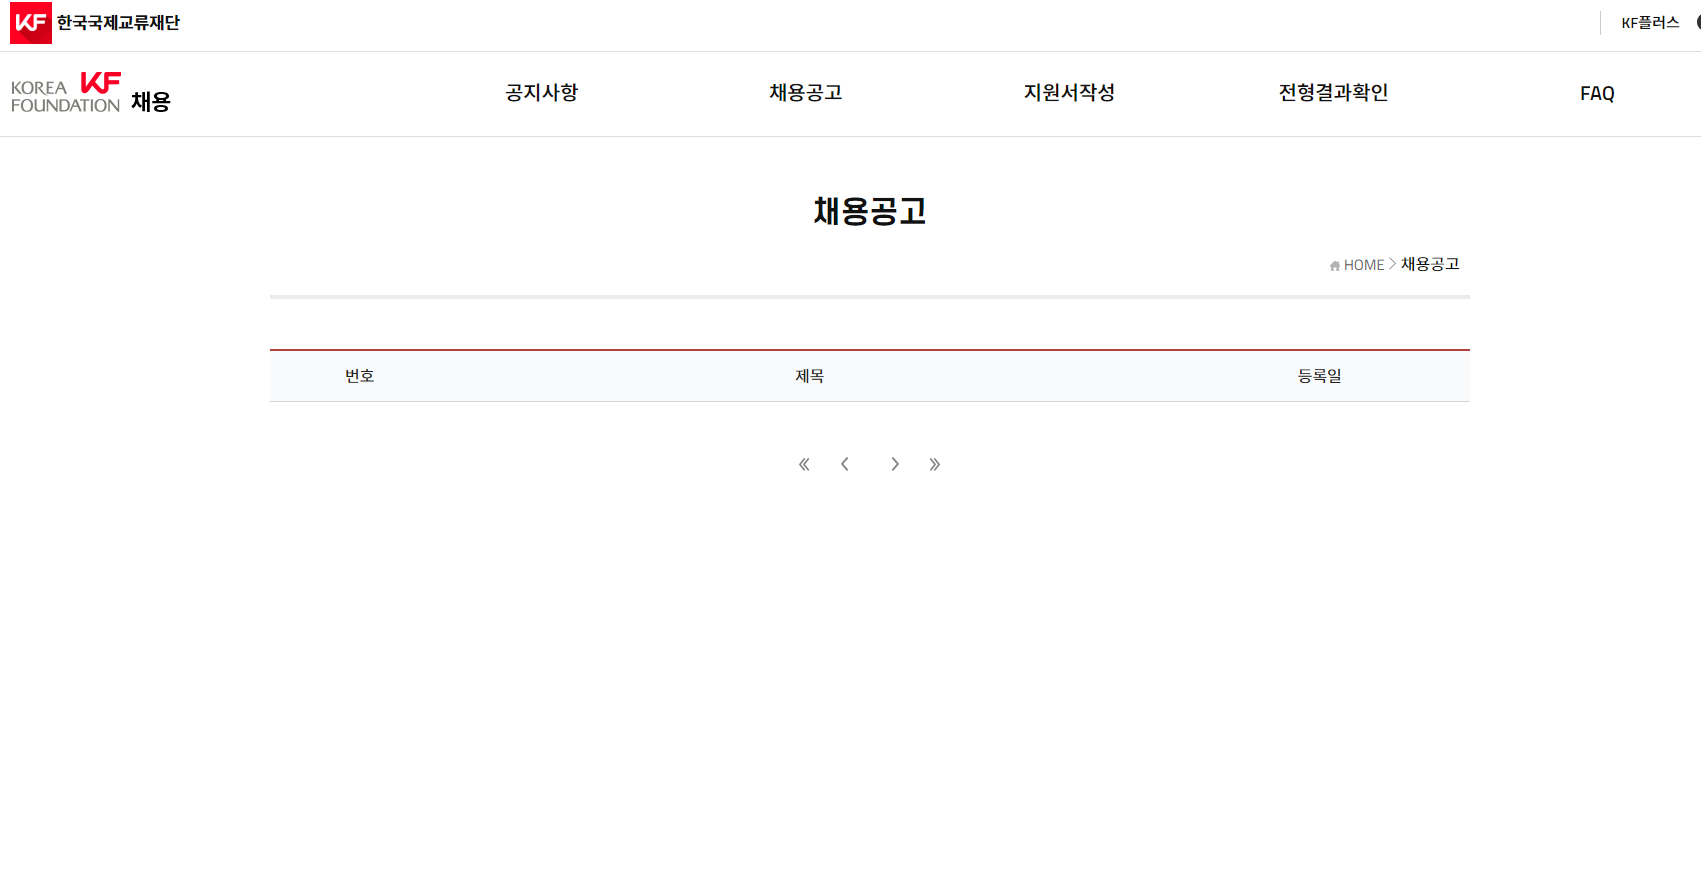 KF 한국국제교류재단
KF플러스
KOREA KF
FOUNDATION 채용
공지사항
채용공고
지원서작성
전형결과확인
FAQ
채용공고
HOME > 채용공고
번호
제목
등록일